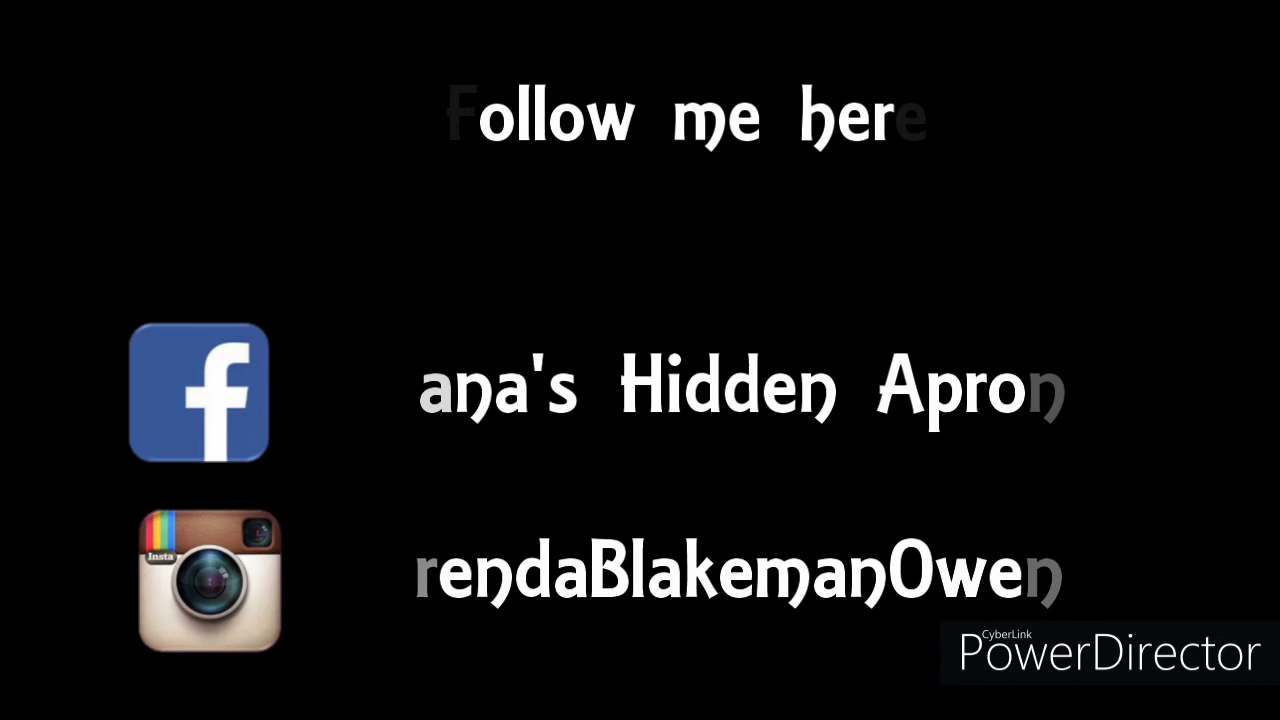 Follow me here
ana's Hidden Apron
Insta
rendaBlakemanOwen
CyberLink
PowerDirector